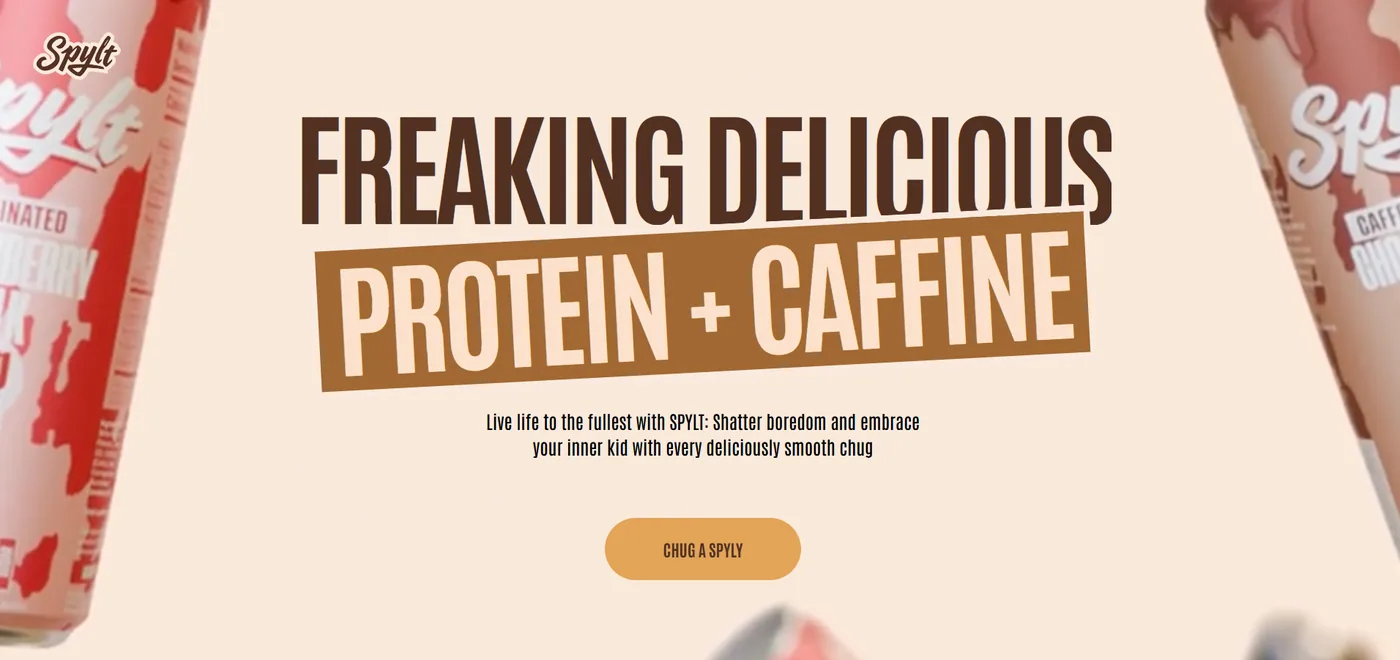 Spylt
FREAKING DELICIOUS
PROTEIN + CAFFINE
Live life to the fullest with SPYLT: Shatter boredom and embrace
your inner kid with every deliciously smooth chug
CHUG A SPYLY